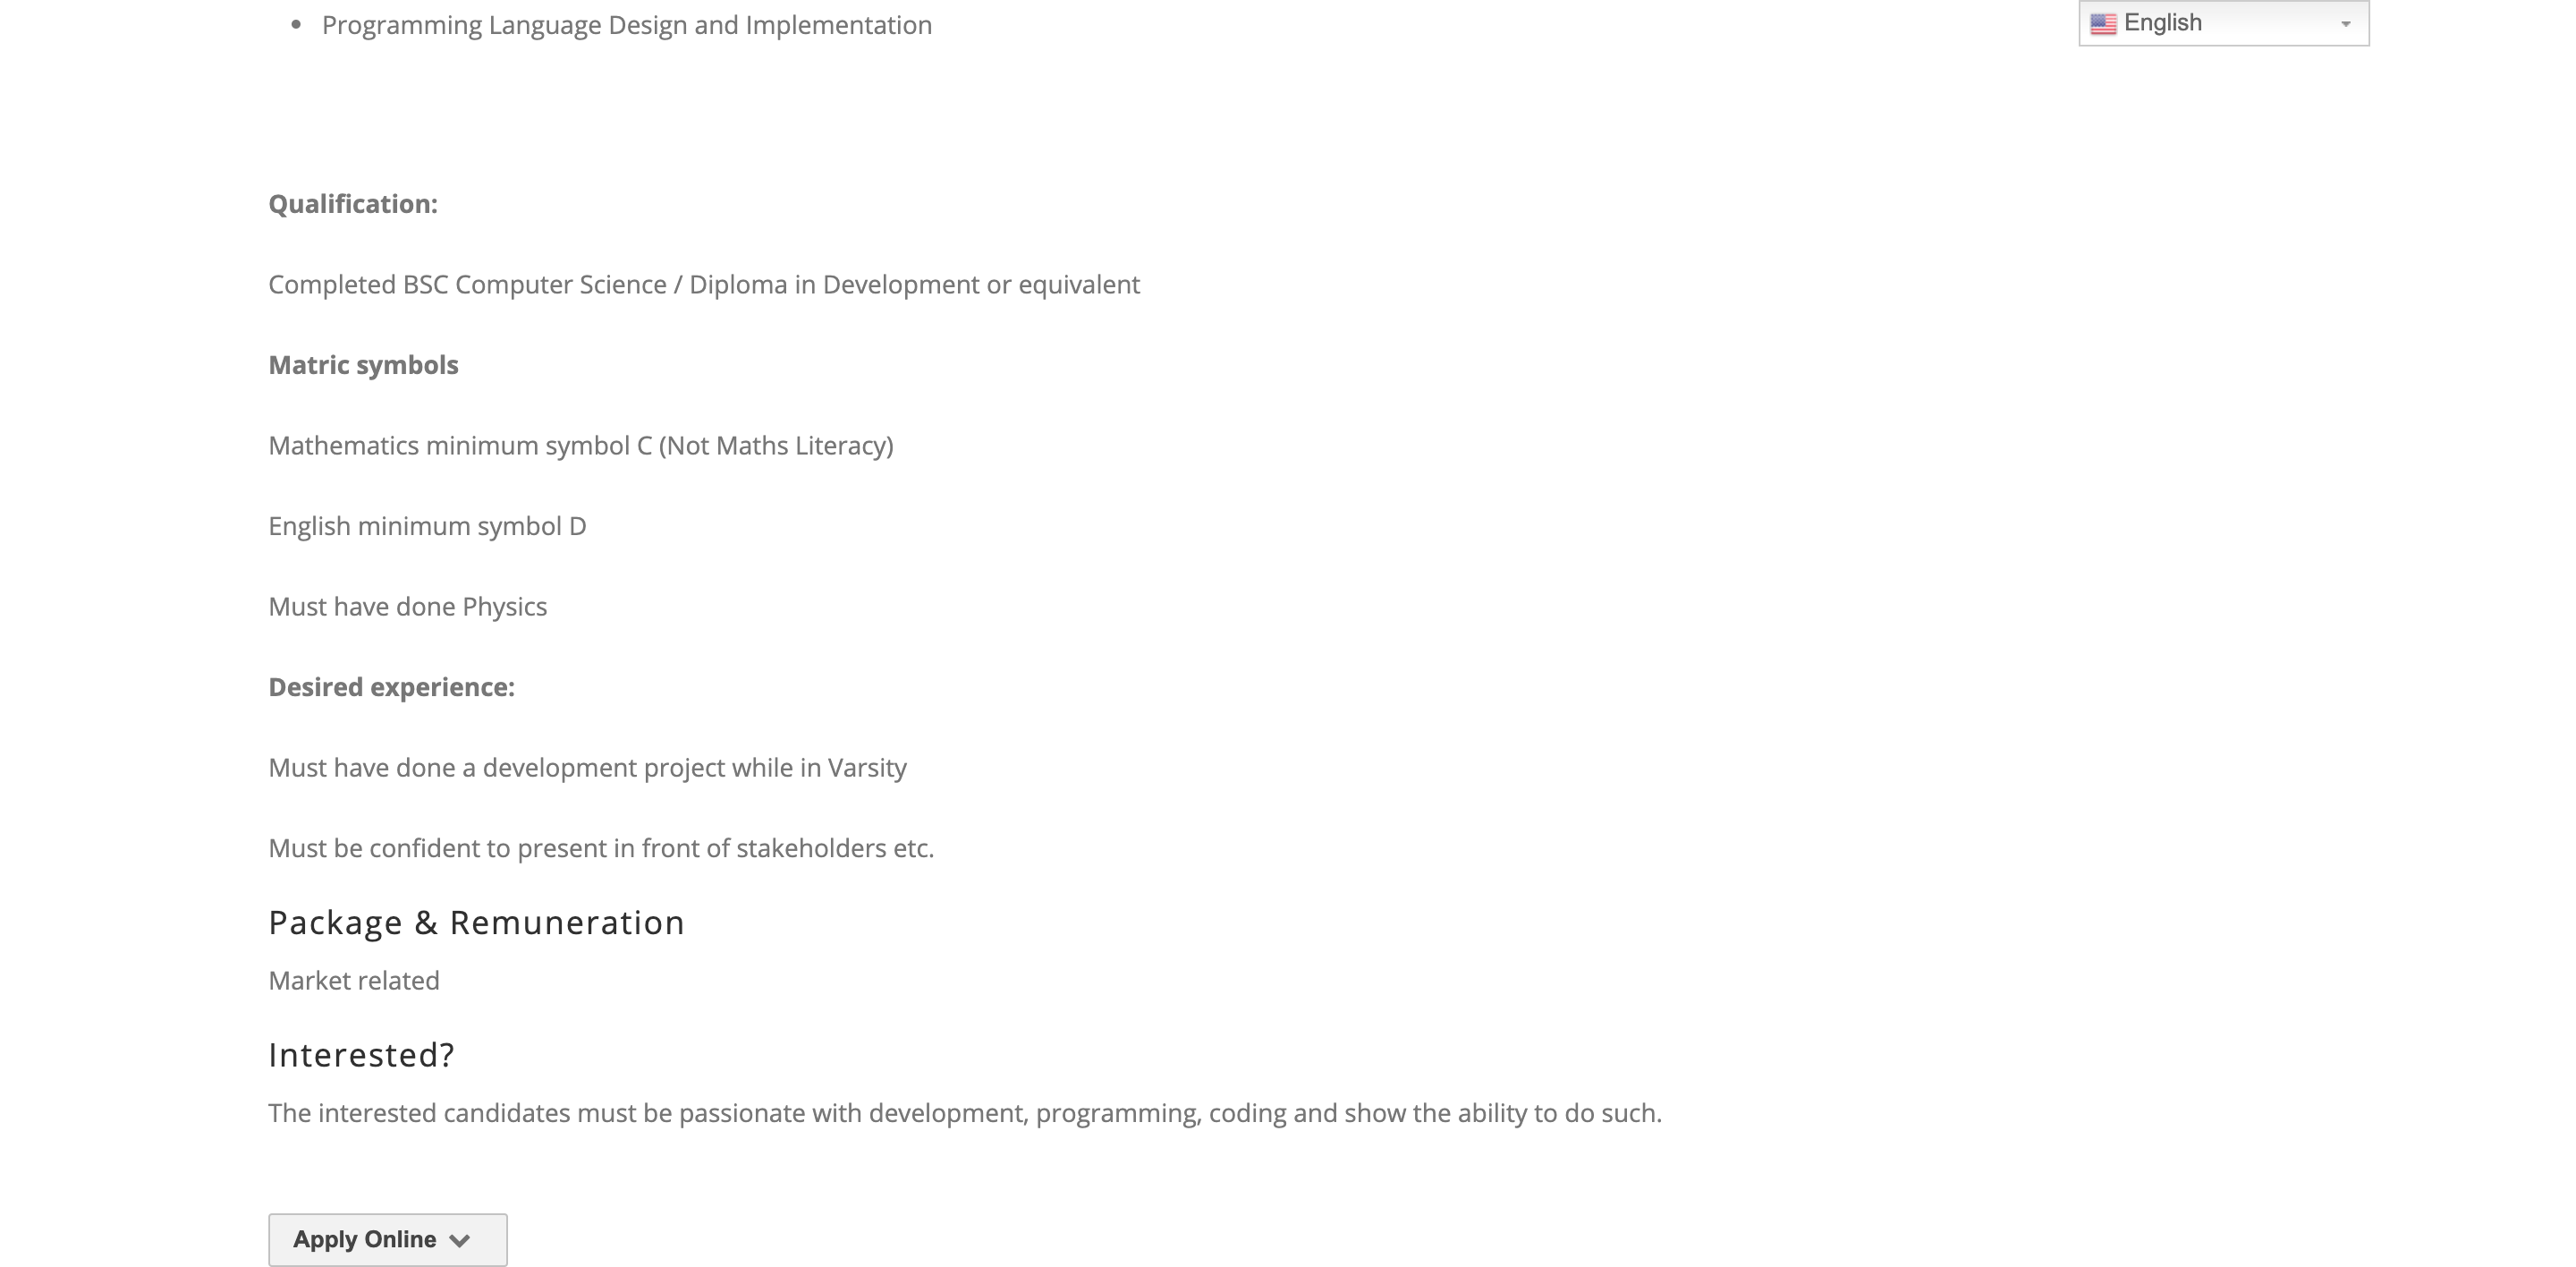 • Programming Language Design and Implementation
English
Qualification:
Completed BSC Computer Science / Diploma in Development or equivalent
Matric symbols
Mathematics minimum symbol C (Not Maths Literacy)
English minimum symbol D
Must have done Physics
Desired experience:
Must have done a development project while in Varsity
Must be confident to present in front of stakeholders etc.
Package & Remuneration
Market related
Interested?
The interested candidates must be passionate with development, programming, coding and show the ability to do such.
Apply Online